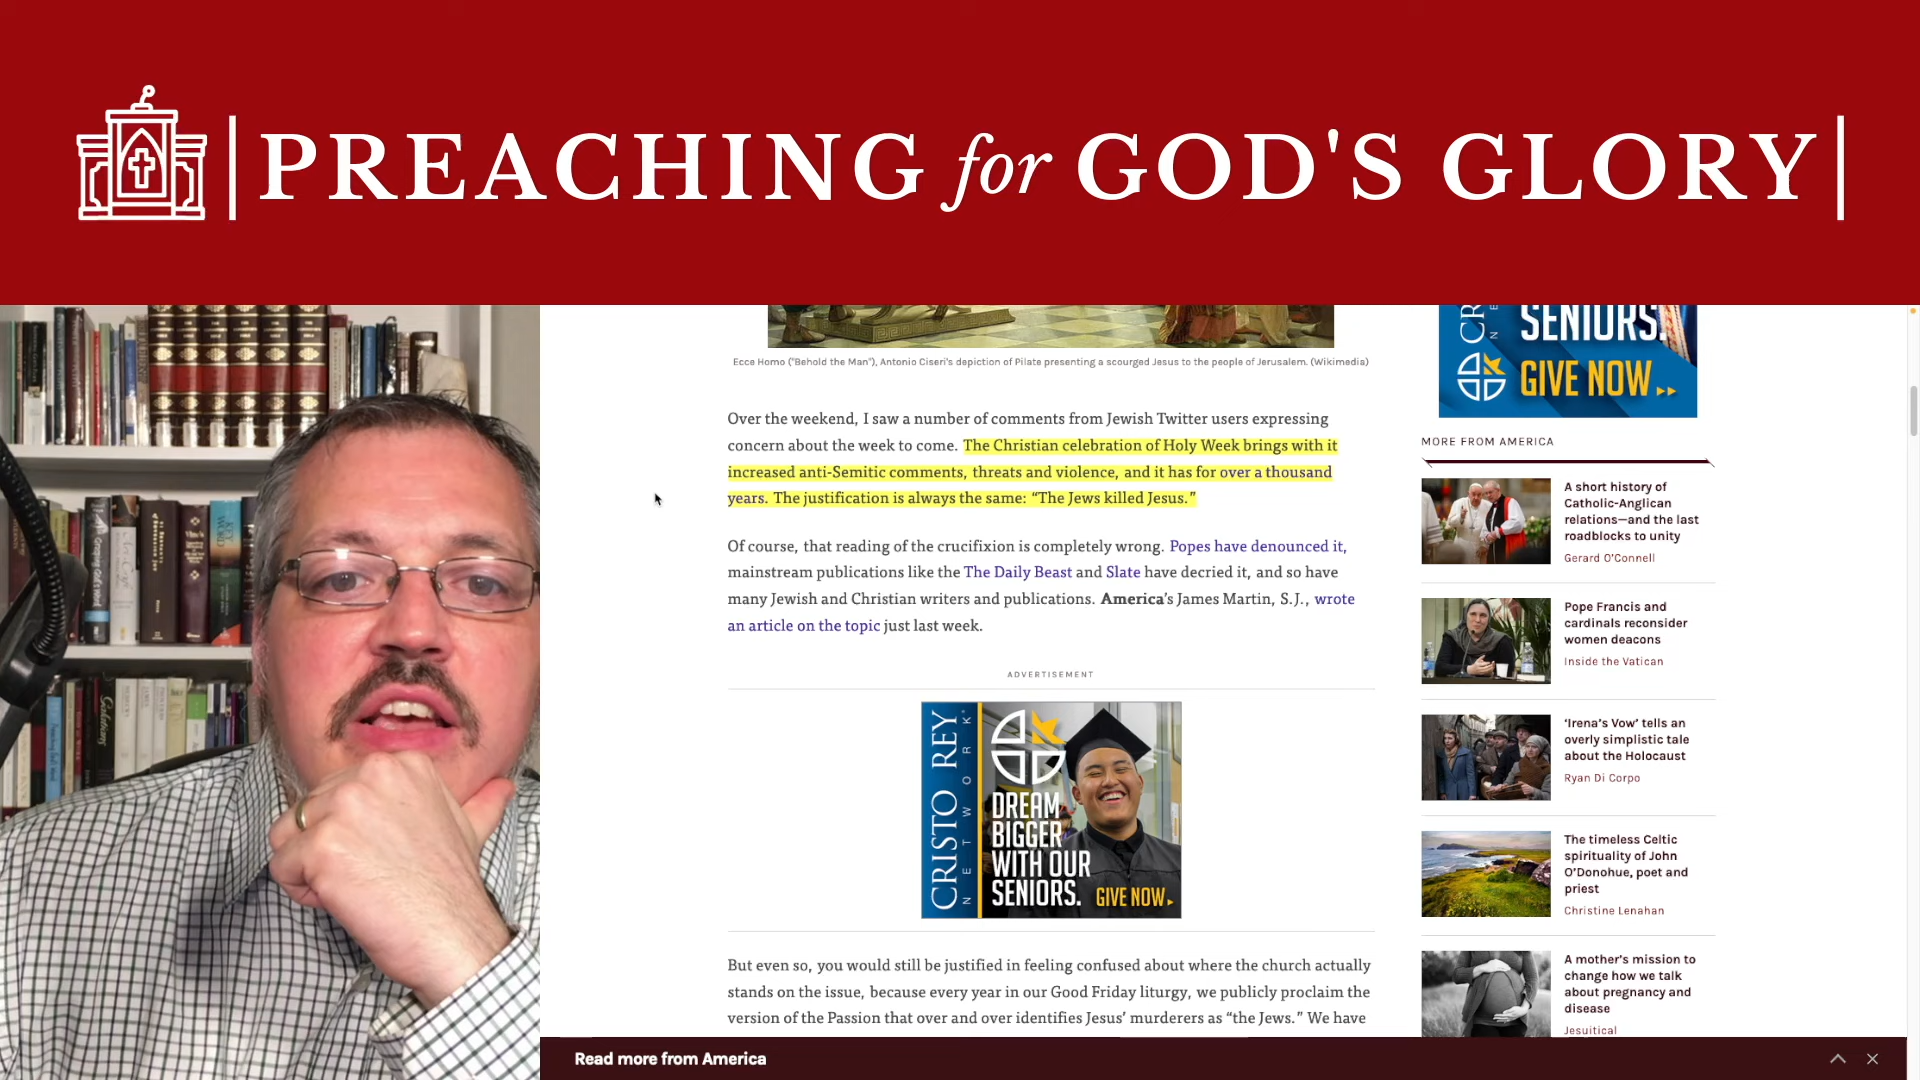 PREACHING for GOD'S GLORY
Ecce Homo ("Behold the Man"), Antonio Ciseri's depiction of Pilate presenting a scourged Jesus to the people of Jerusalem. (Wikimedia)
Over the weekend, I saw a number of comments from Jewish Twitter users expressing
concern about the week to come. The Christian celebration of Holy Week brings with it
increased anti-Semitic comments, threats and violence, and it has for over a thousand
years. The justification is always the same: “The Jews killed Jesus.”
Of course, that reading of the crucifixion is completely wrong. Popes have denounced it,
mainstream publications like the The Daily Beast and Slate have decried it, and so have
many Jewish and Christian writers and publications. America’s James Martin, S.J., wrote
an article on the topic just last week.
ADVERTISEMENT
CRISTO REY
NETWORK
DREAM
BIGGER
WITH OUR
SENIORS.
GIVE NOW
But even so, you would still be justified in feeling confused about where the church actually
stands on the issue, because every year in our Good Friday liturgy, we publicly proclaim the
version of the Passion that over and over identifies Jesus’ murderers as “the Jews.” We have
SENIORS.
GIVE NOW
MORE FROM AMERICA
A short history of
Catholic-Anglican
relations—and the last
roadblocks to unity
Gerard O’Connell
Pope Francis and
cardinals reconsider
women deacons
Inside the Vatican
‘Irena’s Vow’ tells an
overly simplistic tale
about the Holocaust
Ryan Di Corpo
The timeless Celtic
spirituality of John
O’Donohue, poet and
priest
Christine Lenahan
A mother’s mission to
change how we talk
about pregnancy and
disease
Jesuitical
Read more from America